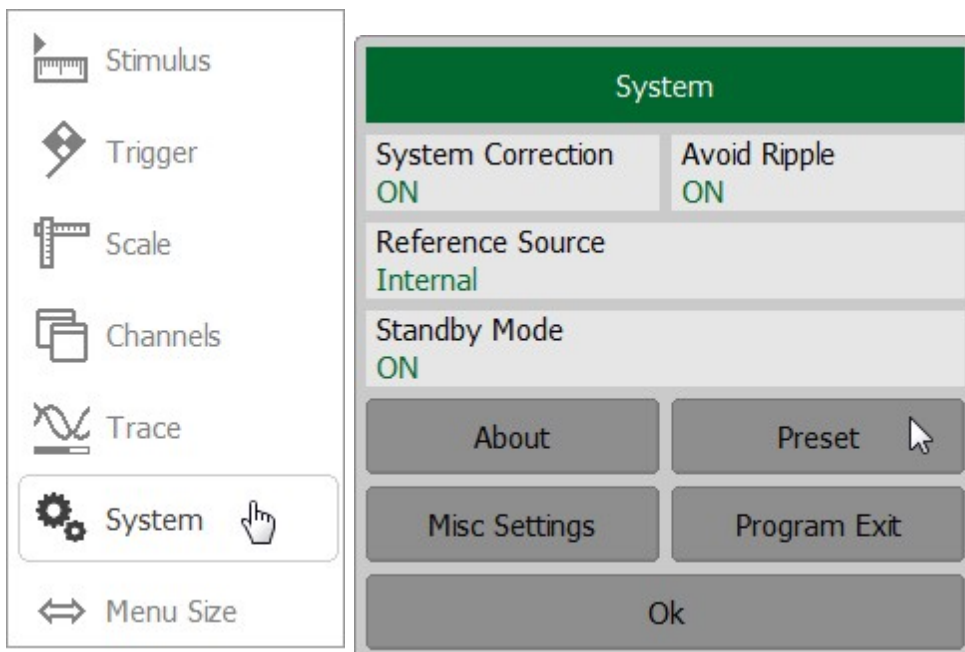 Stimulus
Trigger
Scale
Channels
Trace
System
Menu Size
System
System Correction
ON
Avoid Ripple
ON
Reference Source
Internal
Standby Mode
ON
About
Preset
Misc Settings
Program Exit
Ok